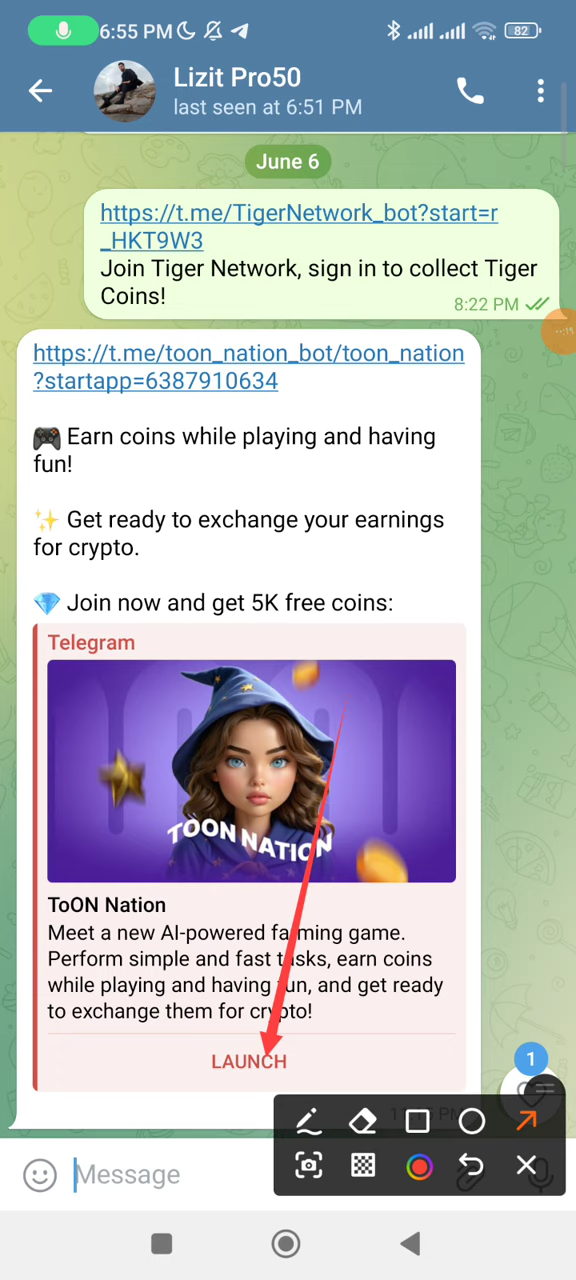 6:55 PM
82
Lizit Pro50
last seen at 6:51 PM
June 6
https://t.me/TigerNetwork_bot?start=r
_HKT9W3
Join Tiger Network, sign in to collect Tiger
Coins!
8:22 PM
https://t.me/toon_nation_bot/toon_nation
?startapp=6387910634
🎮 Earn coins while playing and having
fun!
✨ Get ready to exchange your earnings
for crypto.
💎 Join now and get 5K free coins:
Telegram
TOON NATION
ToON Nation
Meet a new AI-powered farming game.
Perform simple and fast tasks, earn coins
while playing and having fun, and get ready
to exchange them for crypto!
LAUNCH
1
Message